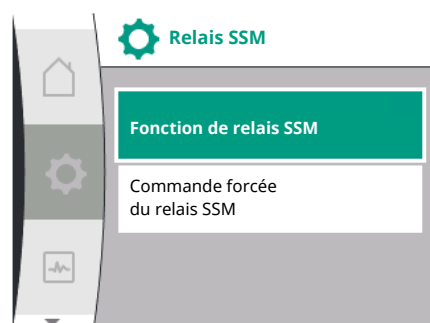 Relais SSM
Fonction de relais SSM
Commande forcée
du relais SSM